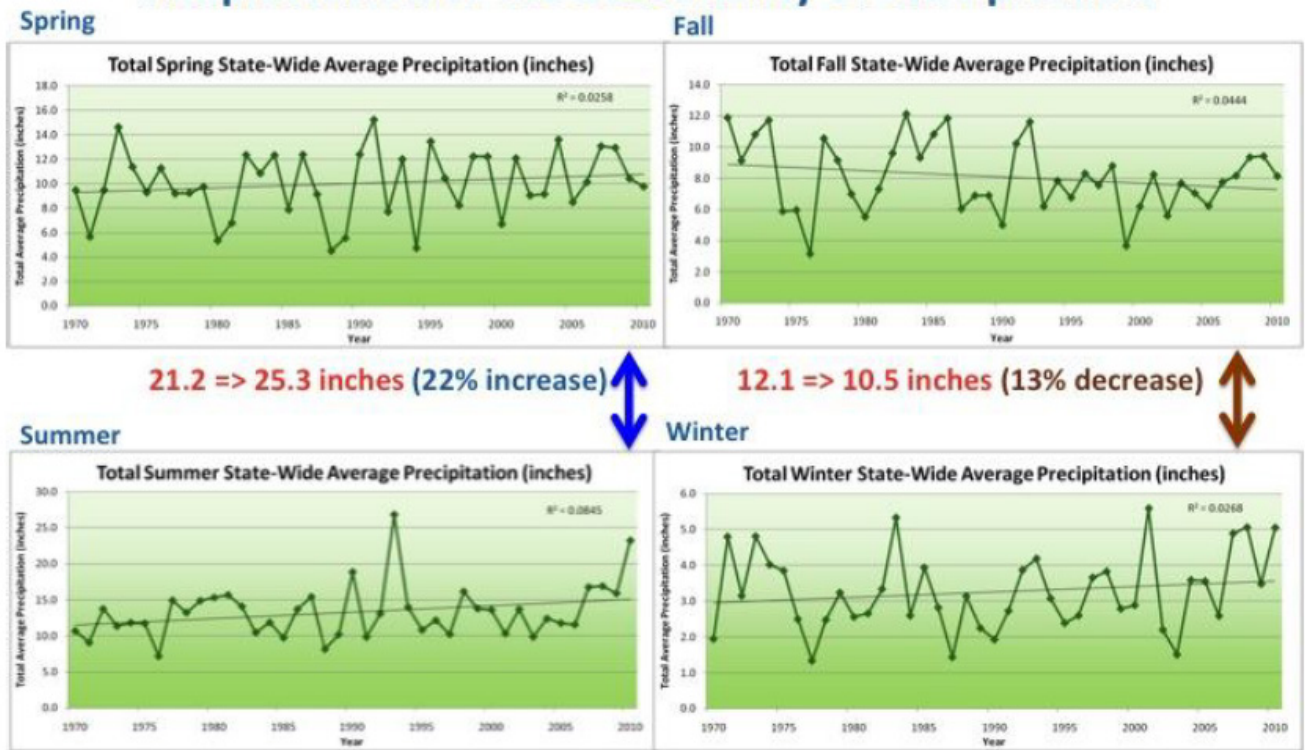 Spring
Fall
Total Spring State-Wide Average Precipitation (inches)
R² = 0.0258
Total Average Precipitation (inches)
18.0
16.0
14.0
12.0
10.0
8.0
6.0
4.0
2.0
0.0
1970 1975 1980 1985 1990 1995 2000 2005 2010
Year
Total Fall State-Wide Average Precipitation (inches)
R² = 0.0444
Total Average Precipitation (inches)
14.0
12.0
10.0
8.0
6.0
4.0
2.0
0.0
1970 1975 1980 1985 1990 1995 2000 2005 2010
Year
21.2 => 25.3 inches (22% increase)
12.1 => 10.5 inches (13% decrease)
Summer
Winter
Total Summer State-Wide Average Precipitation (inches)
R² = 0.0845
Total Average Precipitation (inches)
30.0
25.0
20.0
15.0
10.0
5.0
0.0
1970 1975 1980 1985 1990 1995 2000 2005 2010
Year
Total Winter State-Wide Average Precipitation (inches)
R² = 0.0268
Total Average Precipitation (inches)
6.0
5.0
4.0
3.0
2.0
1.0
0.0
1970 1975 1980 1985 1990 1995 2000 2005 2010
Year